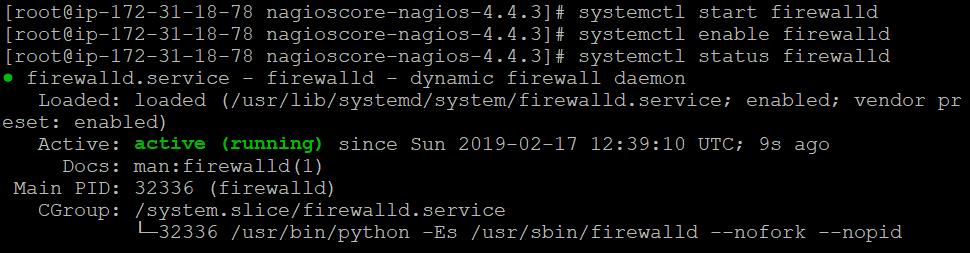 [root@ip-172-31-18-78 nagioscore-nagios-4.4.3]# systemctl start firewalld
[root@ip-172-31-18-78 nagioscore-nagios-4.4.3]# systemctl enable firewalld
[root@ip-172-31-18-78 nagioscore-nagios-4.4.3]# systemctl status firewalld
● firewalld.service - firewalld - dynamic firewall daemon
   Loaded: loaded (/usr/lib/systemd/system/firewalld.service; enabled; vendor pr
eset: enabled)
   Active: active (running) since Sun 2019-02-17 12:39:10 UTC; 9s ago
     Docs: man:firewalld(1)
 Main PID: 32336 (firewalld)
   CGroup: /system.slice/firewalld.service
           └─32336 /usr/bin/python -Es /usr/sbin/firewalld --nofork --nopid